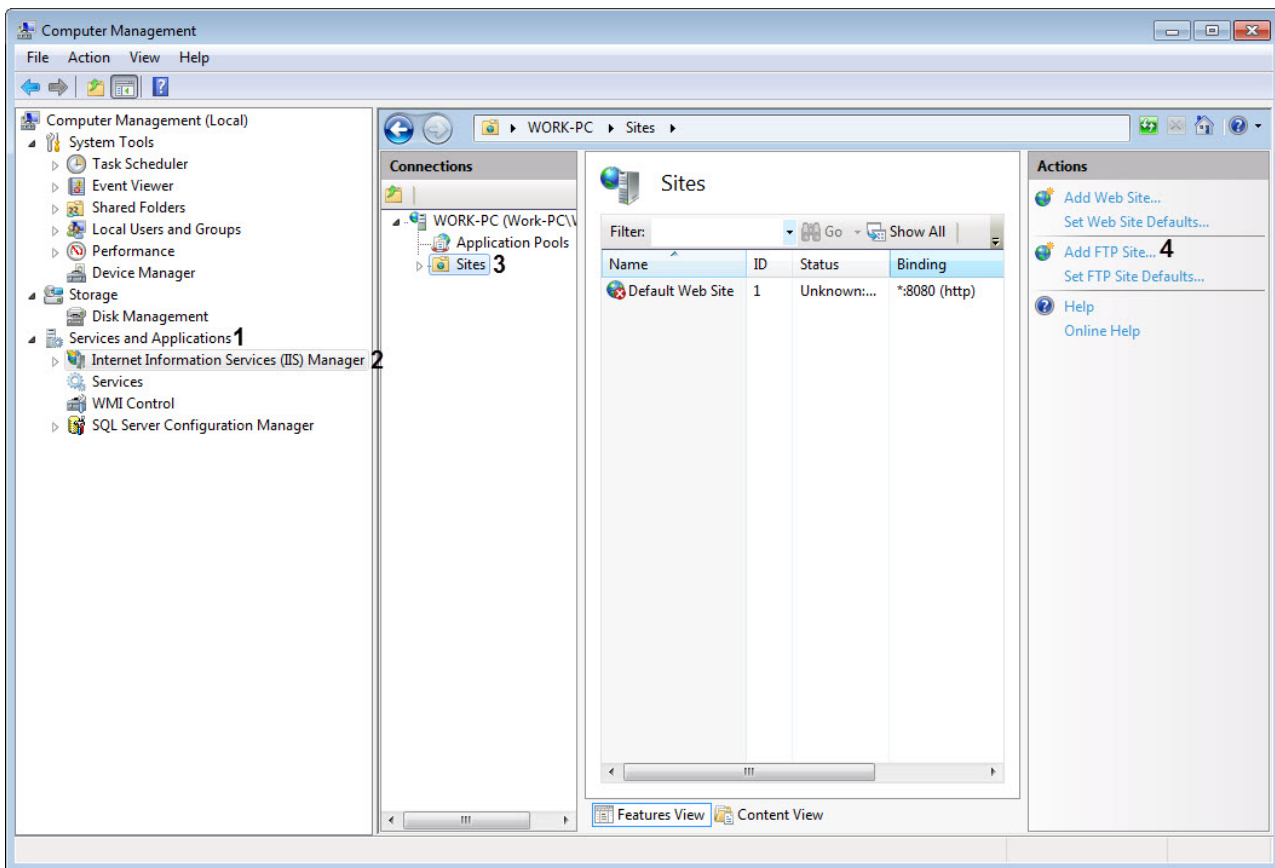 Computer Management
File Action View Help
Computer Management (Local)
System Tools
Task Scheduler
Event Viewer
Shared Folders
Local Users and Groups
Performance
Device Manager
Storage
Disk Management
Services and Applications 1
Internet Information Services (IIS) Manager 2
Services
WMI Control
SQL Server Configuration Manager
WORK-PC Sites
Connections
WORK-PC (Work-PC\
Application Pools
Sites 3
Sites
Filter: Go Show All
Name ID Status Binding
Default Web Site 1 Unknown:... *:8080 (http)
Features View Content View
Actions
Add Web Site...
Set Web Site Defaults...
Add FTP Site... 4
Set FTP Site Defaults...
Help
Online Help